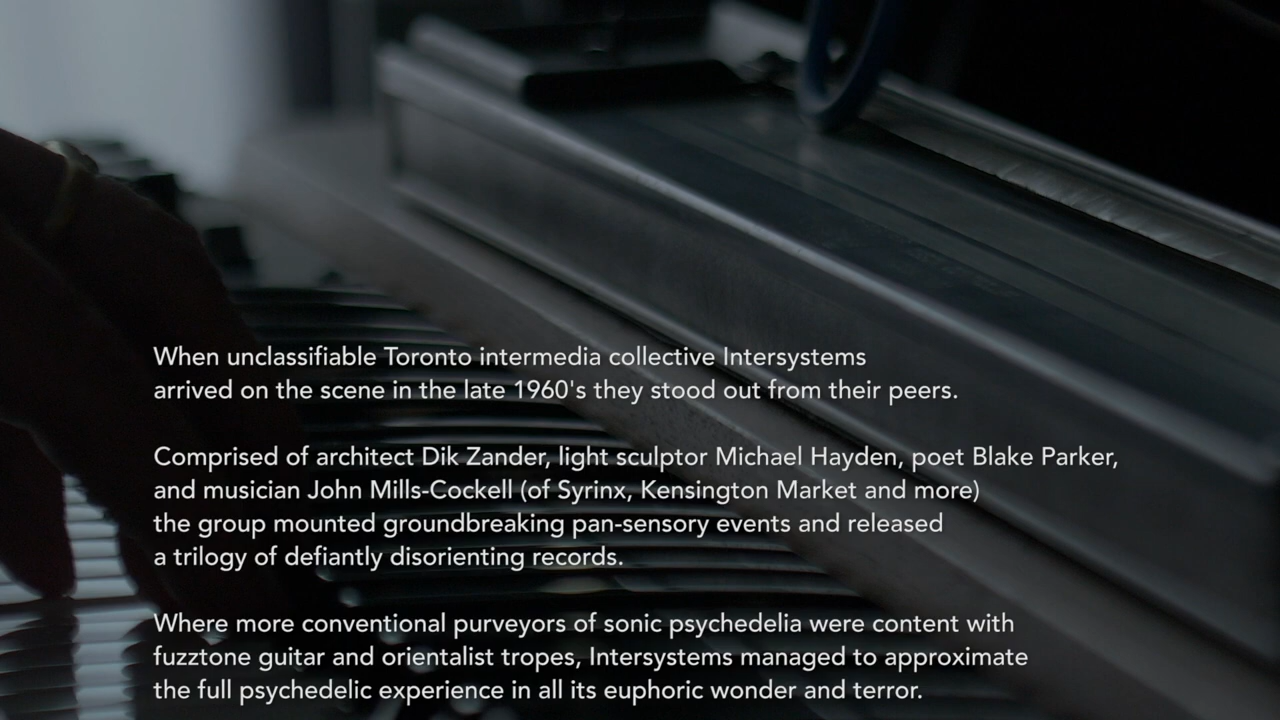 When unclassifiable Toronto intermedia collective Intersystems
arrived on the scene in the late 1960's they stood out from their peers.
Comprised of architect Dik Zander, light sculptor Michael Hayden, poet Blake Parker,
and musician John Mills-Cockell (of Syrinx, Kensington Market and more)
the group mounted groundbreaking pan-sensory events and released
a trilogy of defiantly disorienting records.
Where more conventional purveyors of sonic psychedelia were content with
fuzztone guitar and orientalist tropes, Intersystems managed to approximate
the full psychedelic experience in all its euphoric wonder and terror.